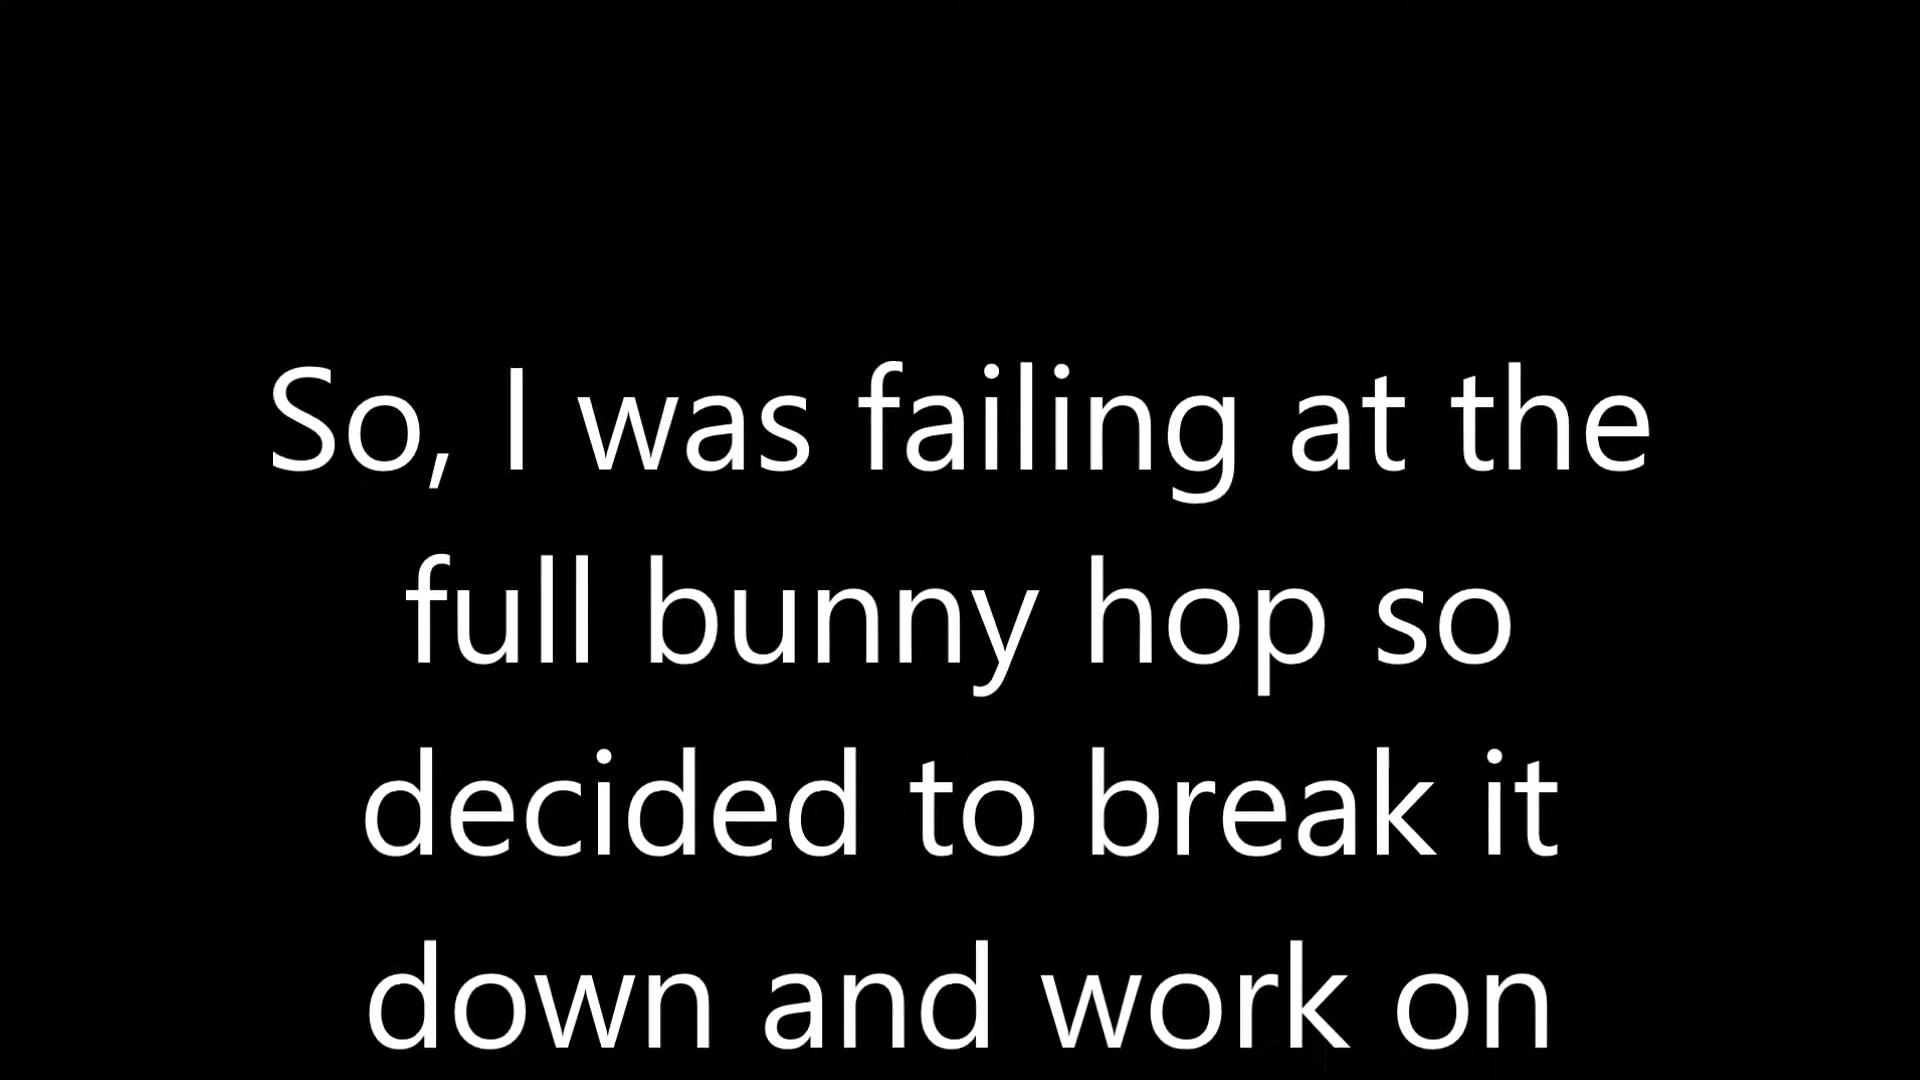 So, I was failing at the
full bunny hop so
decided to break it
down and work on